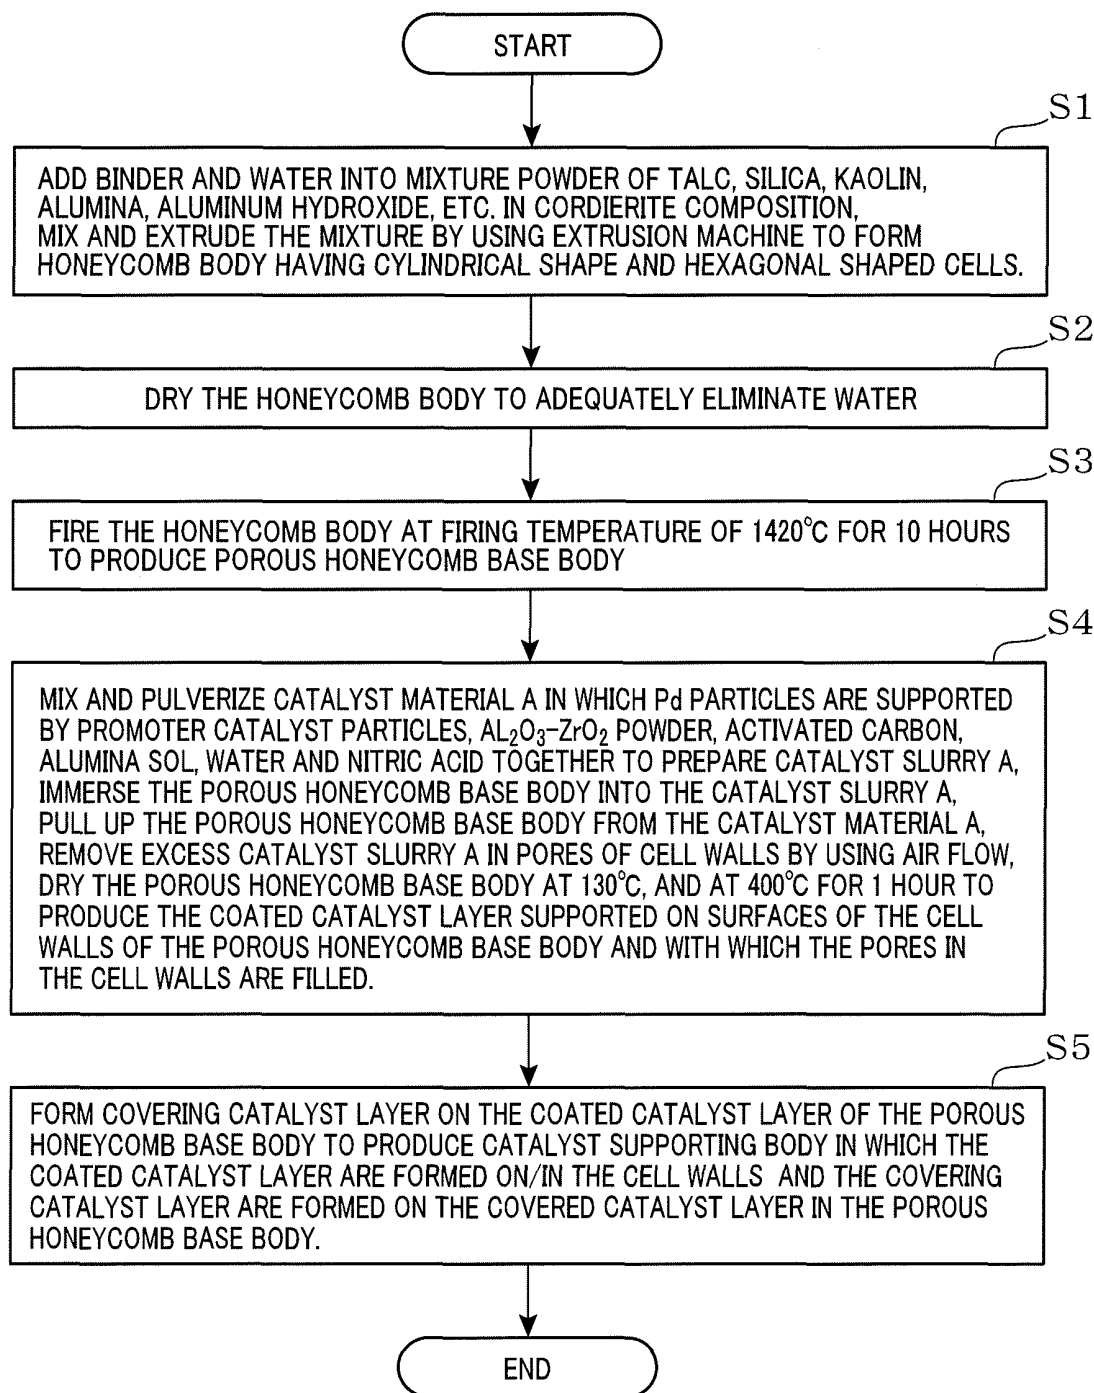 START
S1
ADD BINDER AND WATER INTO MIXTURE POWDER OF TALC, SILICA, KAOLIN,
ALUMINA, ALUMINUM HYDROXIDE, ETC. IN CORDIERITE COMPOSITION,
MIX AND EXTRUDE THE MIXTURE BY USING EXTRUSION MACHINE TO FORM
HONEYCOMB BODY HAVING CYLINDRICAL SHAPE AND HEXAGONAL SHAPED CELLS.
S2
DRY THE HONEYCOMB BODY TO ADEQUATELY ELIMINATE WATER
S3
FIRE THE HONEYCOMB BODY AT FIRING TEMPERATURE OF 1420°C FOR 10 HOURS
TO PRODUCE POROUS HONEYCOMB BASE BODY
S4
MIX AND PULVERIZE CATALYST MATERIAL A IN WHICH Pd PARTICLES ARE SUPPORTED
BY PROMOTER CATALYST PARTICLES, AL₂O₃-ZrO₂ POWDER, ACTIVATED CARBON,
ALUMINA SOL, WATER AND NITRIC ACID TOGETHER TO PREPARE CATALYST SLURRY A,
IMMERSE THE POROUS HONEYCOMB BASE BODY INTO THE CATALYST SLURRY A,
PULL UP THE POROUS HONEYCOMB BASE BODY FROM THE CATALYST MATERIAL A,
REMOVE EXCESS CATALYST SLURRY A IN PORES OF CELL WALLS BY USING AIR FLOW,
DRY THE POROUS HONEYCOMB BASE BODY AT 130°C, AND AT 400°C FOR 1 HOUR TO
PRODUCE THE COATED CATALYST LAYER SUPPORTED ON SURFACES OF THE CELL
WALLS OF THE POROUS HONEYCOMB BASE BODY AND WITH WHICH THE PORES IN
THE CELL WALLS ARE FILLED.
S5
FORM COVERING CATALYST LAYER ON THE COATED CATALYST LAYER OF THE POROUS
HONEYCOMB BASE BODY TO PRODUCE CATALYST SUPPORTING BODY IN WHICH THE
COATED CATALYST LAYER ARE FORMED ON/IN THE CELL WALLS AND THE COVERING
CATALYST LAYER ARE FORMED ON THE COVERED CATALYST LAYER IN THE POROUS
HONEYCOMB BASE BODY.
END